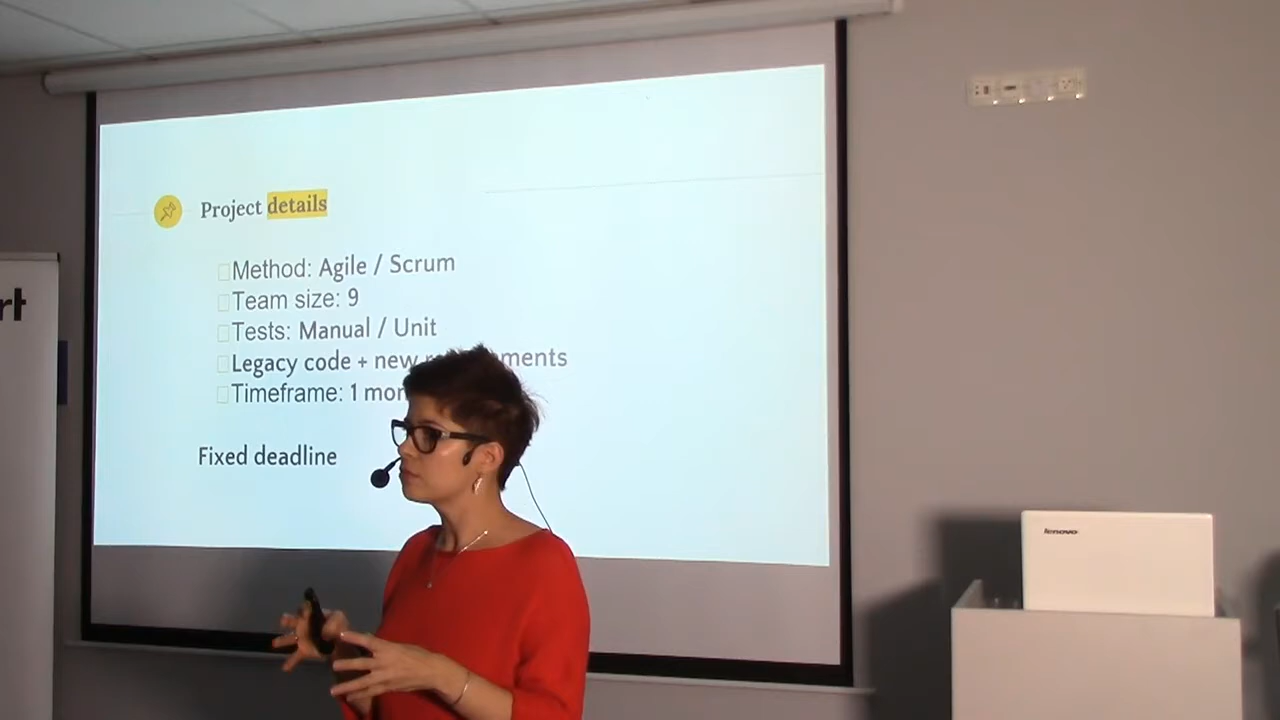 Project details
Method: Agile / Scrum
Team size: 9
Tests: Manual / Unit
Legacy code + new
Timeframe: 1
Fixed deadline
lenovo